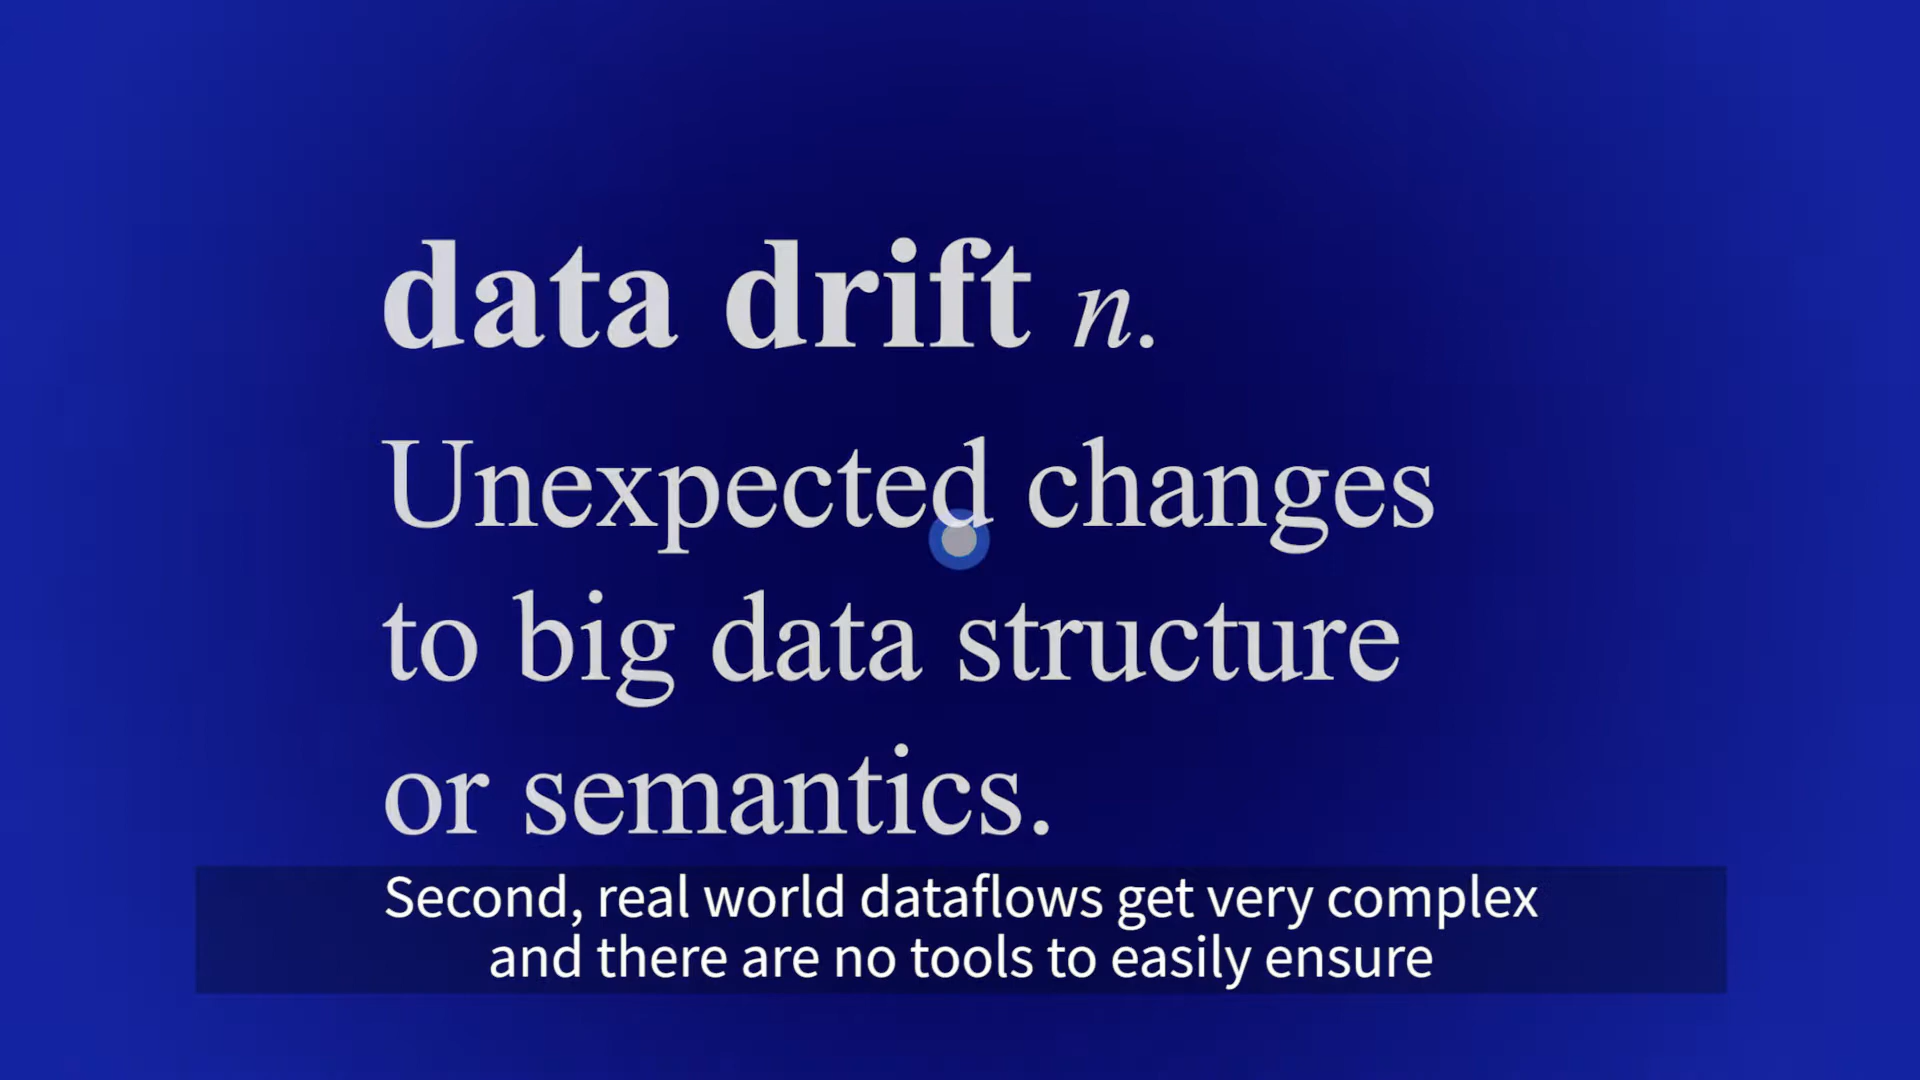 data drift n.
Unexpected changes
to big data structure
or semantics.
Second, real world dataflows get very complex
and there are no tools to easily ensure